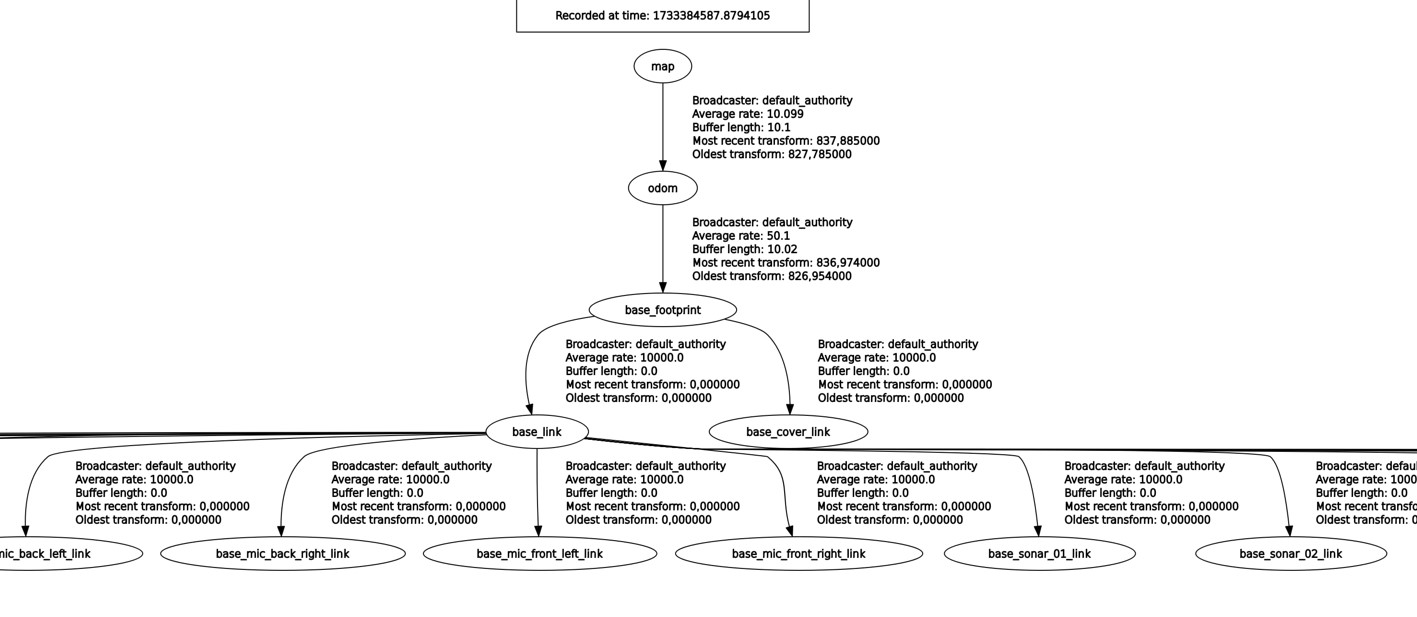 Recorded at time: 1733384587.8794105
map
Broadcaster: default_authority
Average rate: 10.099
Buffer length: 10.1
Most recent transform: 837,885000
Oldest transform: 827,785000
odom
Broadcaster: default_authority
Average rate: 50.1
Buffer length: 10.02
Most recent transform: 836,974000
Oldest transform: 826,954000
base_footprint
Broadcaster: default_authority
Average rate: 10000.0
Buffer length: 0.0
Most recent transform: 0,000000
Oldest transform: 0,000000
Broadcaster: default_authority
Average rate: 10000.0
Buffer length: 0.0
Most recent transform: 0,000000
Oldest transform: 0,000000
base_link
base_cover_link
Broadcaster: default_authority
Average rate: 10000.0
Buffer length: 0.0
Most recent transform: 0,000000
Oldest transform: 0,000000
Broadcaster: default_authority
Average rate: 10000.0
Buffer length: 0.0
Most recent transform: 0,000000
Oldest transform: 0,000000
Broadcaster: default_authority
Average rate: 10000.0
Buffer length: 0.0
Most recent transform: 0,000000
Oldest transform: 0,000000
Broadcaster: default_authority
Average rate: 10000.0
Buffer length: 0.0
Most recent transform: 0,000000
Oldest transform: 0,000000
Broadcaster: default_authority
Average rate: 10000.0
Buffer length: 0.0
Most recent transform: 0,000000
Oldest transform: 0,000000
Broadcaster: defau
Average rate: 1000
Buffer length: 0.0
Most recent transf
Oldest transform: 0
mic_back_left_link
base_mic_back_right_link
base_mic_front_left_link
base_mic_front_right_link
base_sonar_01_link
base_sonar_02_link